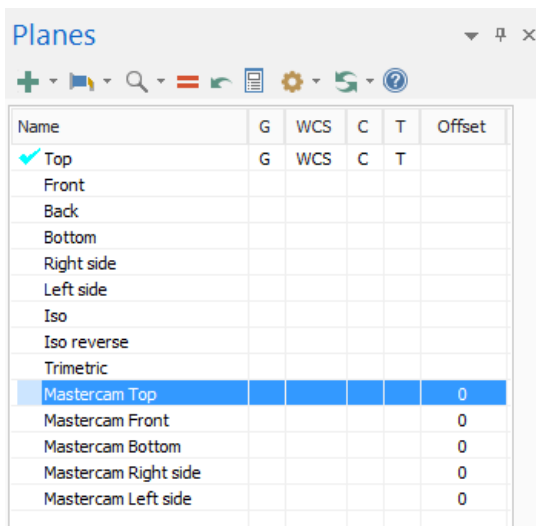 Planes
Name G WCS C T Offset
Top G WCS C T
Front
Back
Bottom
Right side
Left side
Iso
Iso reverse
Trimetric
Mastercam Top 0
Mastercam Front 0
Mastercam Bottom 0
Mastercam Right side 0
Mastercam Left side 0